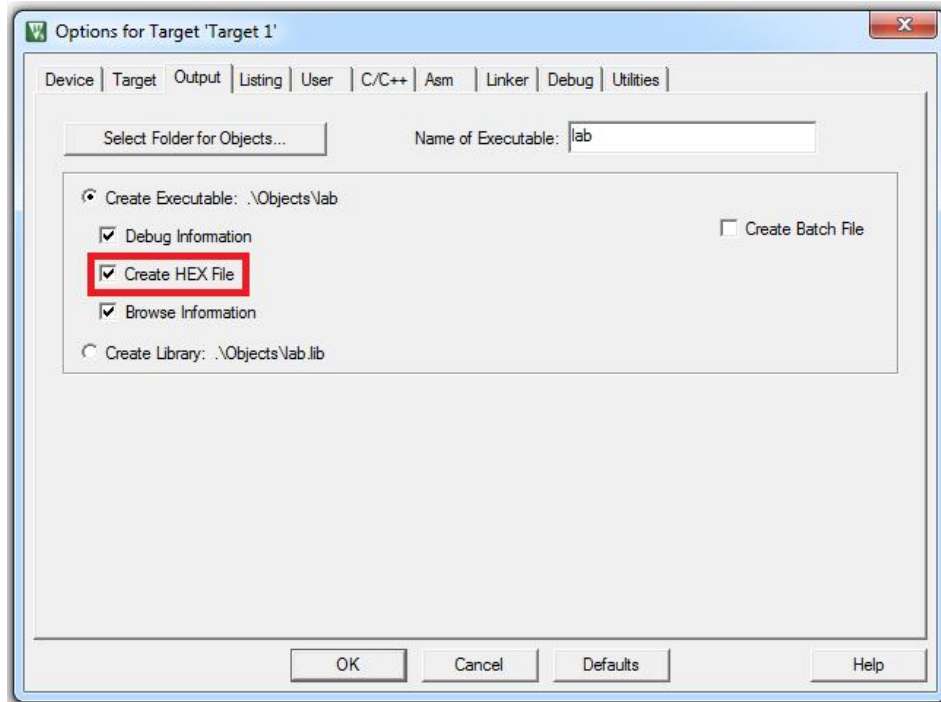 Options for Target 'Target 1'
Device Target Output Listing User C/C++ Asm Linker Debug Utilities
Select Folder for Objects... Name of Executable: lab
Create Executable: .\Objects\lab
Create Batch File
Debug Information
Create HEX File
Browse Information
Create Library: .\Objects\lab.lib
OK Cancel Defaults Help